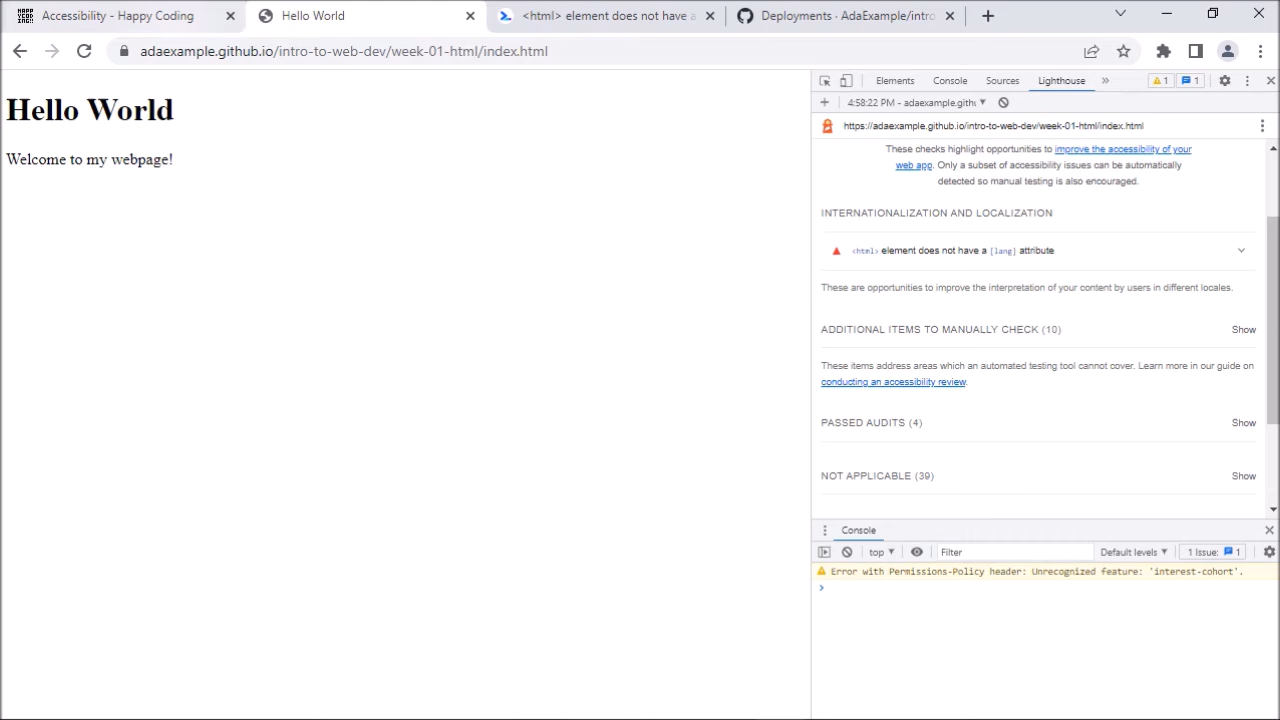 Accessibility - Happy Coding
Hello World
<html> element does not have a
Deployments · AdaExample/intro
adaexample.github.io/intro-to-web-dev/week-01-html/index.html
Hello World
Welcome to my webpage!
Elements Console Sources Lighthouse » 1 1
4:58:22 PM - adaexample.githu
https://adaexample.github.io/intro-to-web-dev/week-01-html/index.html
These checks highlight opportunities to improve the accessibility of your
web app. Only a subset of accessibility issues can be automatically
detected so manual testing is also encouraged.
INTERNATIONALIZATION AND LOCALIZATION
<html> element does not have a [lang] attribute
These are opportunities to improve the interpretation of your content by users in different locales.
ADDITIONAL ITEMS TO MANUALLY CHECK (10) Show
These items address areas which an automated testing tool cannot cover. Learn more in our guide on
conducting an accessibility review.
PASSED AUDITS (4) Show
NOT APPLICABLE (39) Show
Console
top Filter Default levels 1 Issue: 1
Error with Permissions-Policy header: Unrecognized feature: 'interest-cohort'.